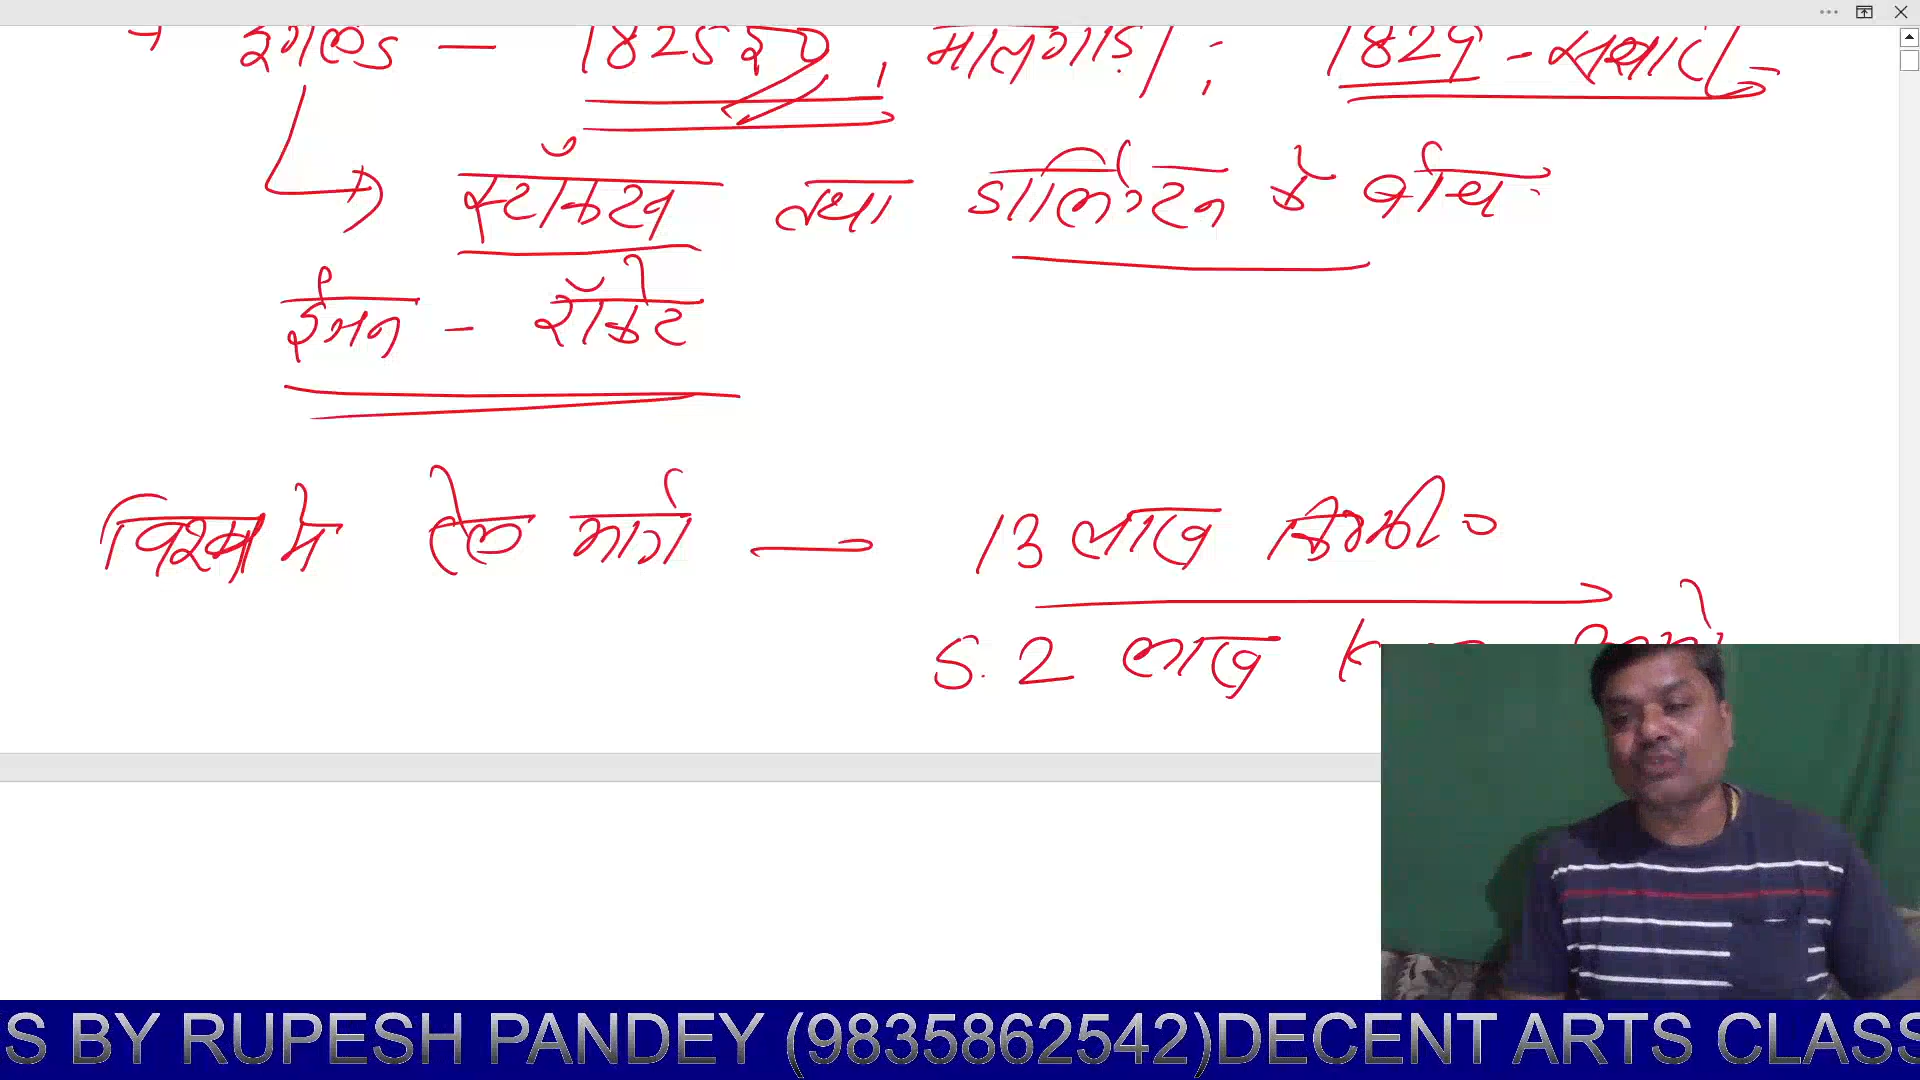 इंगलैंड — 1825 ई०, मालगाड़ी ; 1829 - सवारी
स्टॉकटन तथा डार्लिंगटन के बीच
ईंजन - रॉकेट
विश्व में रेल मार्ग — 13 लाख किमी०
5.2 लाख
S BY RUPESH PANDEY (9835862542)DECENT ARTS CLASS